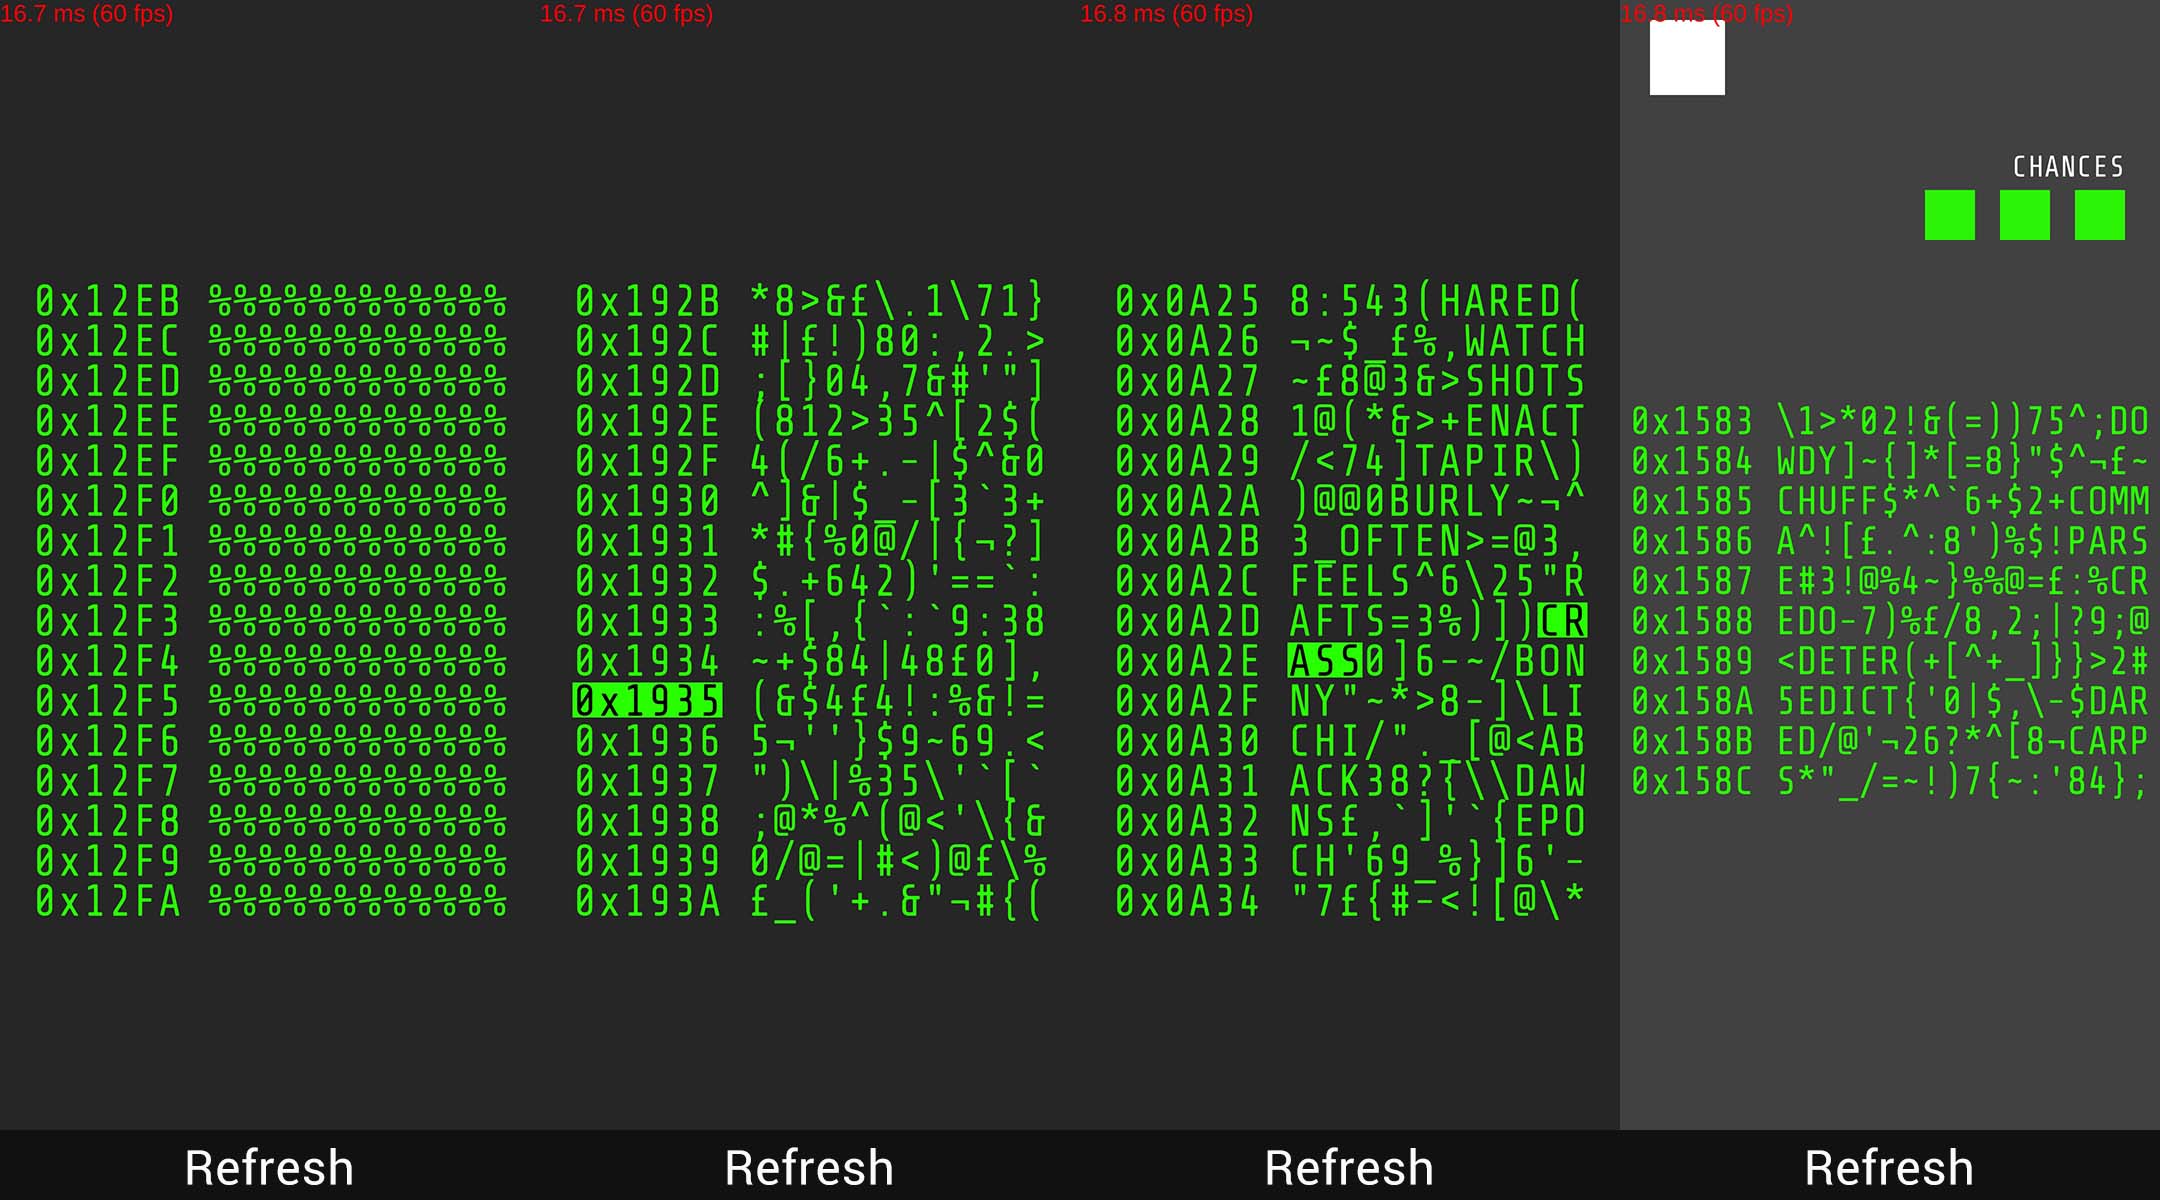 16.7 ms (60 fps)
0x12EB %%%%%%%%%%%%
0x12EC %%%%%%%%%%%%
0x12ED %%%%%%%%%%%%
0x12EE %%%%%%%%%%%%
0x12EF %%%%%%%%%%%%
0x12F0 %%%%%%%%%%%%
0x12F1 %%%%%%%%%%%%
0x12F2 %%%%%%%%%%%%
0x12F3 %%%%%%%%%%%%
0x12F4 %%%%%%%%%%%%
0x12F5 %%%%%%%%%%%%
0x12F6 %%%%%%%%%%%%
0x12F7 %%%%%%%%%%%%
0x12F8 %%%%%%%%%%%%
0x12F9 %%%%%%%%%%%%
0x12FA %%%%%%%%%%%%
Refresh
16.7 ms (60 fps)
0x192B *8>&£\.1\71}
0x192C #|£!)80:,2.>
0x192D ;[}04,7&#'"]
0x192E (812>35^[2$(
0x192F 4(/6+.-|$^&0
0x1930 ^]&|$_-[3`3+
0x1931 *#{%0@/|{¬?]
0x1932 $.+642)'==`:
0x1933 :%[,{`:`9:38
0x1934 ~+$84|48£0],
0x1935 (&$4£4!:%&!=
0x1936 5¬''}$9~69.<
0x1937 ")\|%35\'`[`
0x1938 ;@*%^(@<'\{&
0x1939 0/@=|#<)@£\%
0x193A £_('+.&"¬#{(
Refresh
16.8 ms (60 fps)
0x0A25 8:543(HARED(
0x0A26 ¬~$_£%,WATCH
0x0A27 ~£8@3&>SHOTS
0x0A28 1@(*&>+ENACT
0x0A29 /<74]TAPIR\)
0x0A2A )@@0BURLY~¬^
0x0A2B 3_OFTEN>=@3,
0x0A2C FEELS^6\25"R
0x0A2D AFTS=3%)])CR
0x0A2E ASS0]6-~/BON
0x0A2F NY"~*>8-]\LI
0x0A30 CHI/"._[@<AB
0x0A31 ACK38?{\\DAW
0x0A32 NS£,`]'`{EPO
0x0A33 CH'69_%}]6'-
0x0A34 "7£{#-<![@\*
Refresh
16.8 ms (60 fps)
CHANCES
0x1583 \1>*02!&(=))75^;DO
0x1584 WDY]~{]*[=8}"$^¬£~
0x1585 CHUFF$*^`6+$2+COMM
0x1586 A^![£.^:8')%$!PARS
0x1587 E#3!@%4~}%%@=£:%CR
0x1588 EDO-7)%£/8,2;|?9;@
0x1589 <DETER(+[^+_]}}>2#
0x158A 5EDICT{'0|$,\-$DAR
0x158B ED/@'¬26?*^[8¬CARP
0x158C S*"_/=~!)7{~:'84};
Refresh